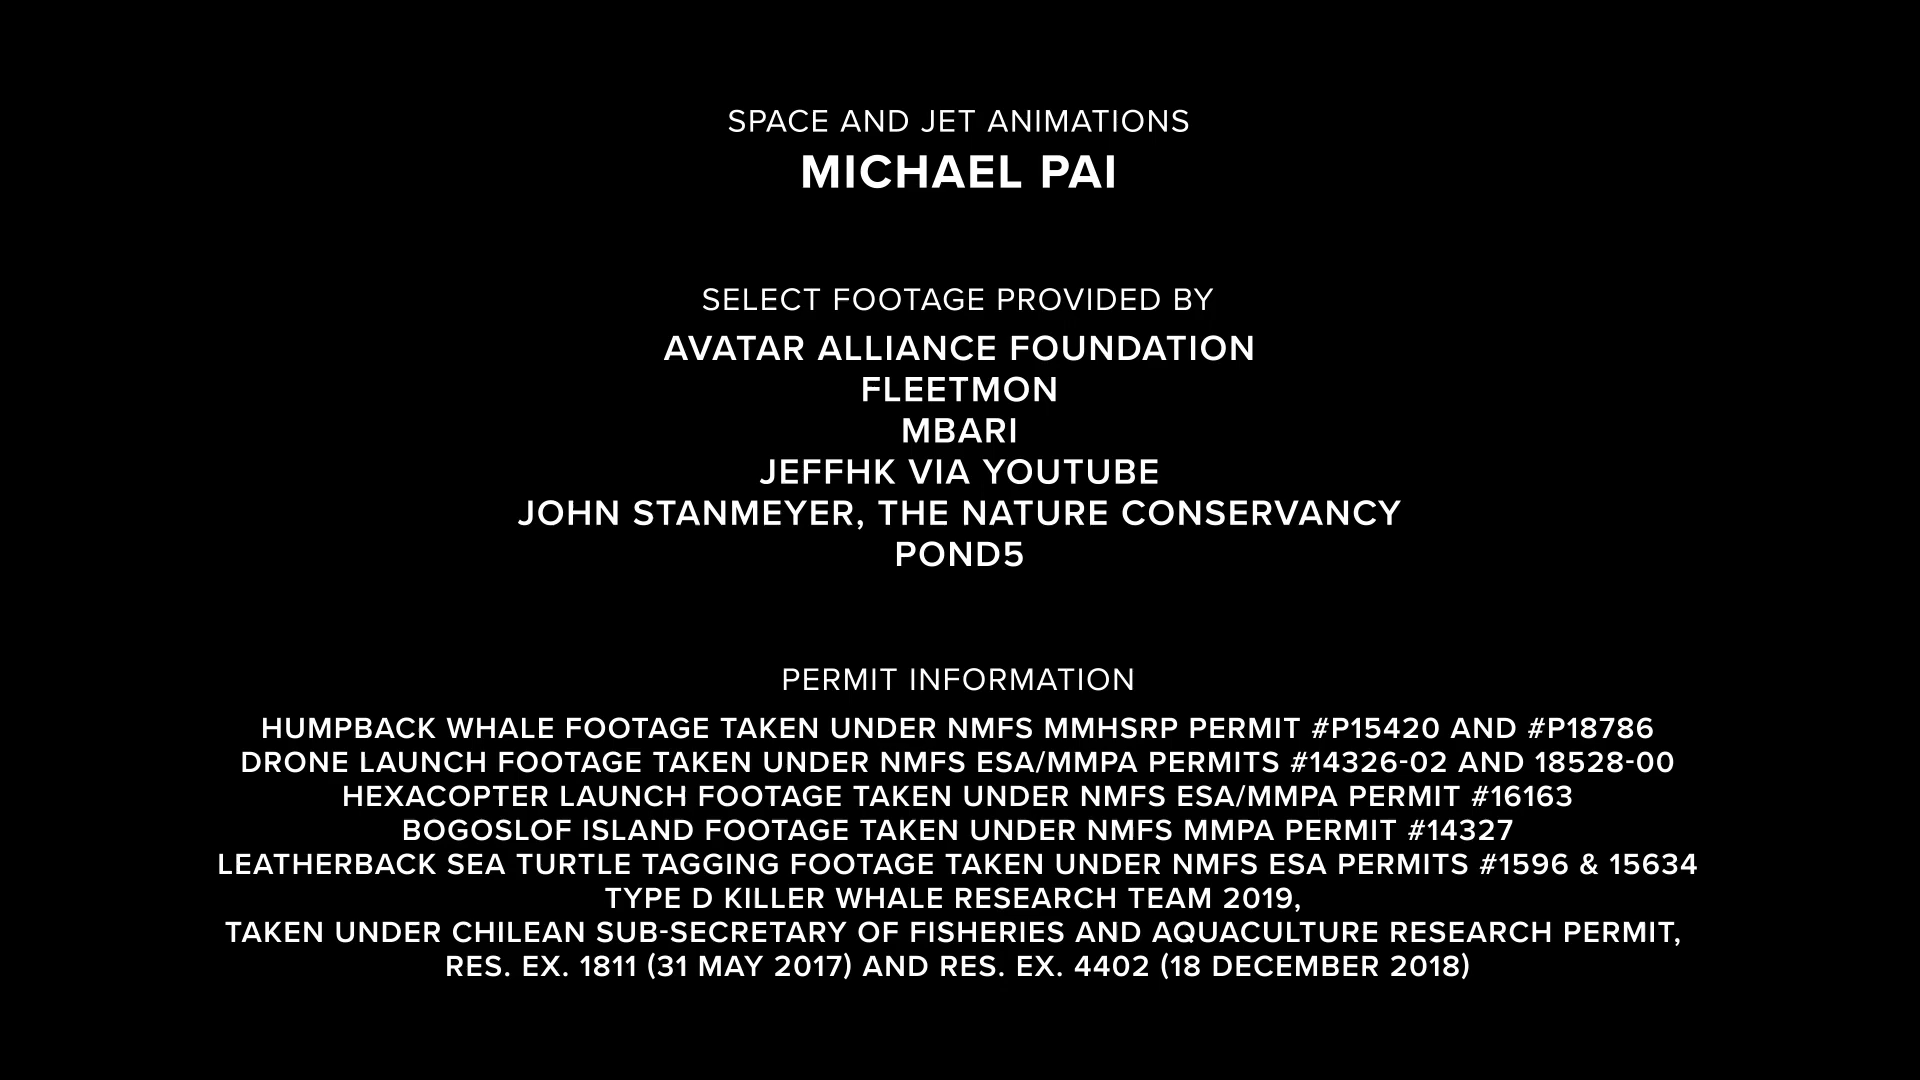 SPACE AND JET ANIMATIONS
MICHAEL PAI
SELECT FOOTAGE PROVIDED BY
AVATAR ALLIANCE FOUNDATION
FLEETMON
MBARI
JEFFHK VIA YOUTUBE
JOHN STANMEYER, THE NATURE CONSERVANCY
POND5
PERMIT INFORMATION
HUMPBACK WHALE FOOTAGE TAKEN UNDER NMFS MMHSRP PERMIT #P15420 AND #P18786
DRONE LAUNCH FOOTAGE TAKEN UNDER NMFS ESA/MMPA PERMITS #14326-02 AND 18528-00
HEXACOPTER LAUNCH FOOTAGE TAKEN UNDER NMFS ESA/MMPA PERMIT #16163
BOGOSLOF ISLAND FOOTAGE TAKEN UNDER NMFS MMPA PERMIT #14327
LEATHERBACK SEA TURTLE TAGGING FOOTAGE TAKEN UNDER NMFS ESA PERMITS #1596 & 15634
TYPE D KILLER WHALE RESEARCH TEAM 2019,
TAKEN UNDER CHILEAN SUB-SECRETARY OF FISHERIES AND AQUACULTURE RESEARCH PERMIT,
RES. EX. 1811 (31 MAY 2017) AND RES. EX. 4402 (18 DECEMBER 2018)